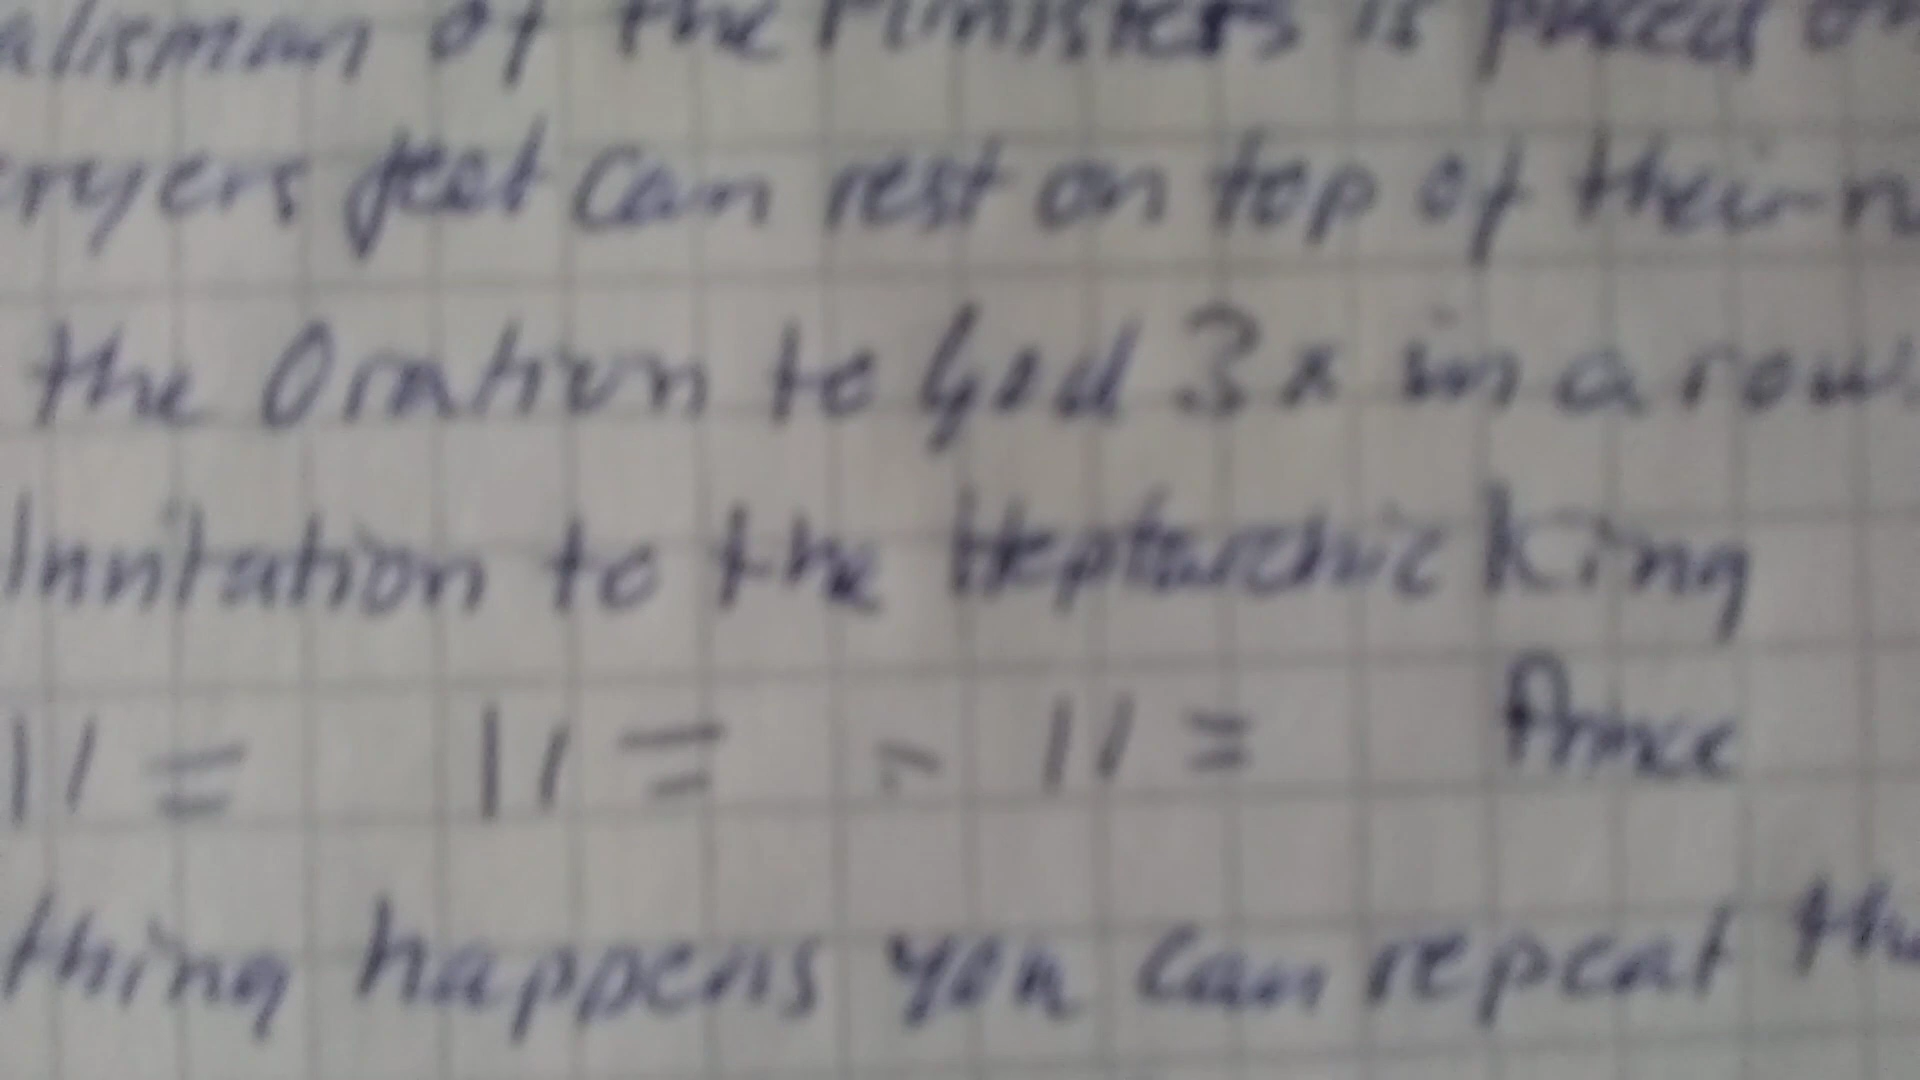 alisman of the Ministers is placed on
cryers feet can rest on top of their n
the Oration to God 3x in a row.
Invitation to the Heptarchic King
11 = 11 = - 11 = Prince
thing happens you can repeat the